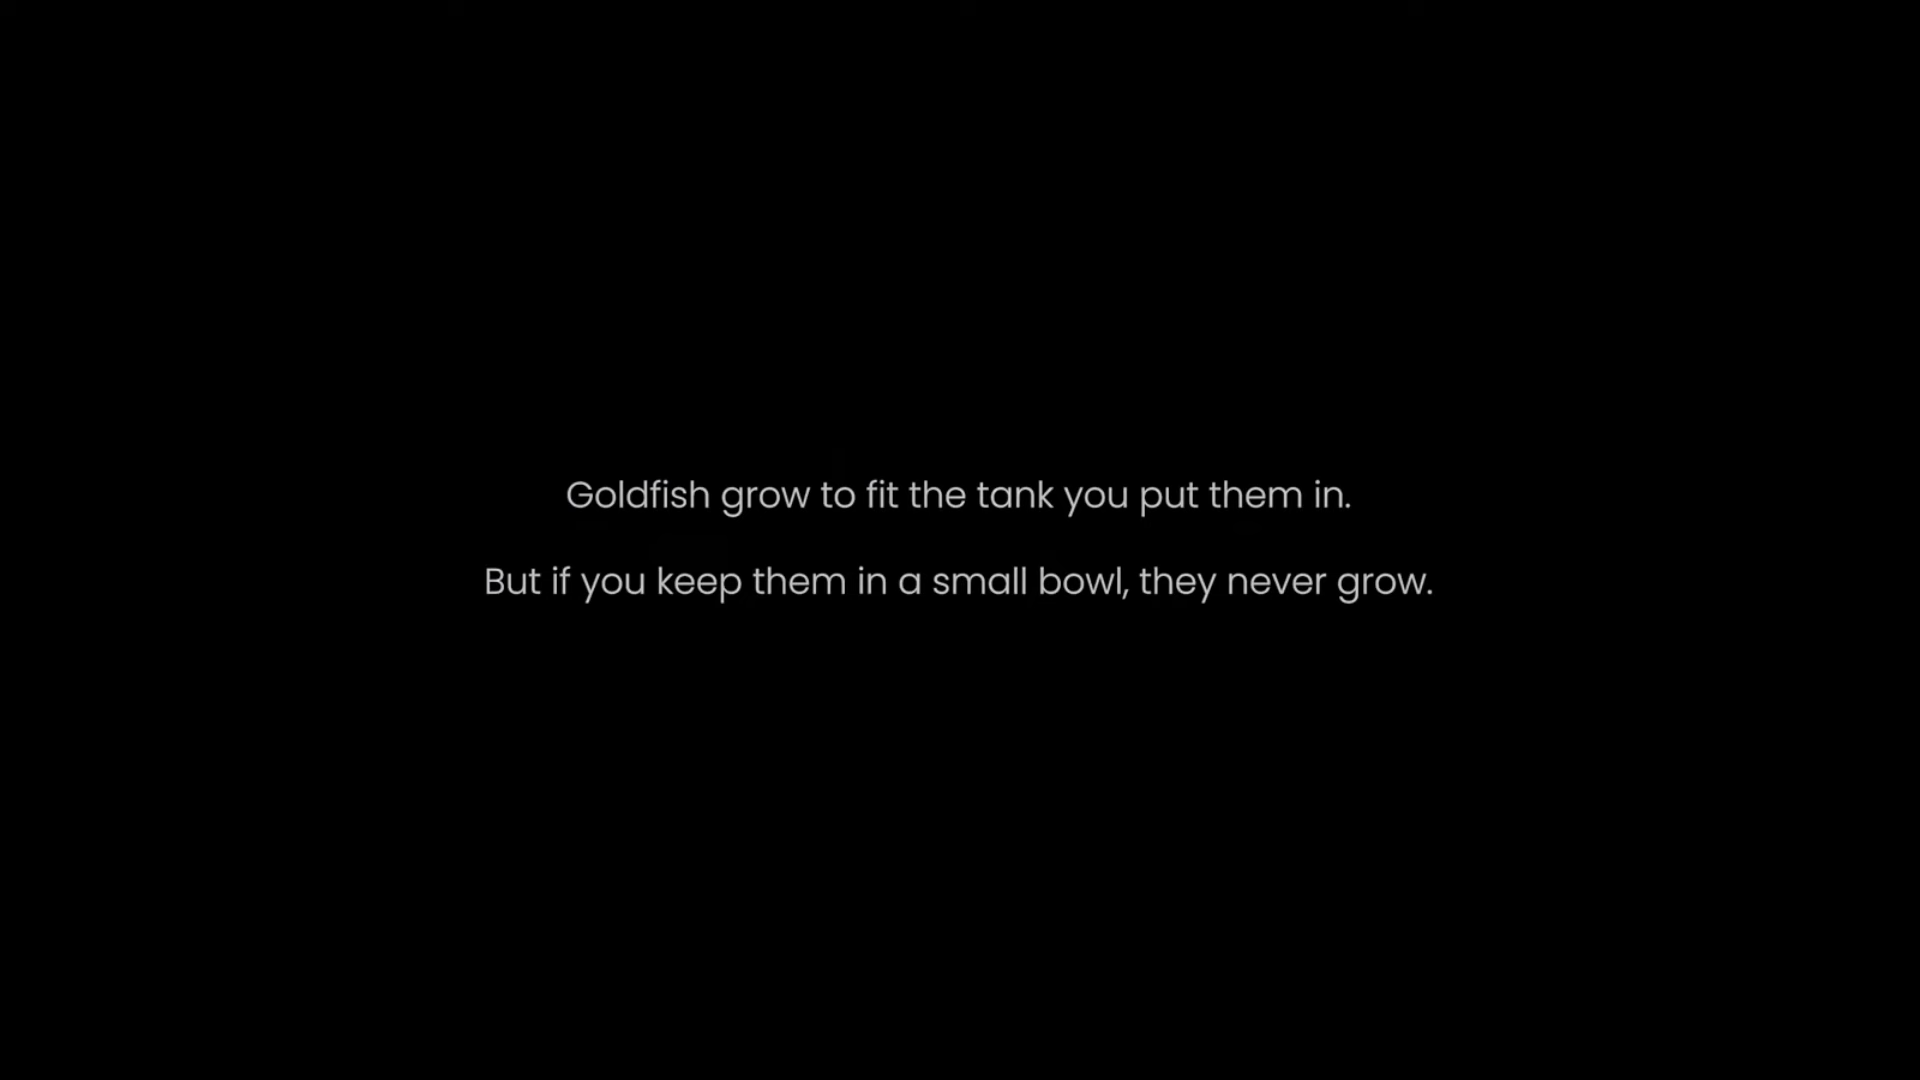 Goldfish grow to fit the tank you put them in.
But if you keep them in a small bowl, they never grow.